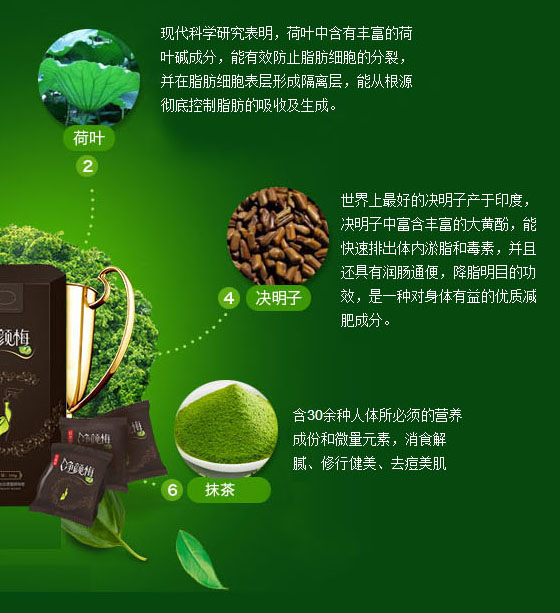 现代科学研究表明，荷叶中含有丰富的荷
叶碱成分，能有效防止脂肪细胞的分裂，
并在脂肪细胞表层形成隔离层，能从根源
彻底控制脂肪的吸收及生成。
荷叶
2
世界上最好的决明子产于印度，
决明子中富含丰富的大黄酚，能
快速排出体内淤脂和毒素，并且
还具有润肠通便，降脂明目的功
效，是一种对身体有益的优质减
肥成分。
4 决明子
颜梅
含30余种人体所必须的营养
成份和微量元素，消食解
腻、修行健美、去痘美肌
6 抹茶
颜梅